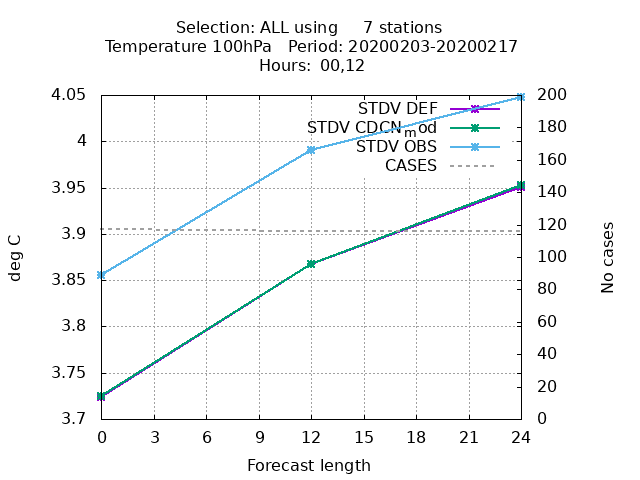 Selection: ALL using     7 stations
Temperature 100hPa   Period: 20200203-20200217
Hours:  00,12
STDV DEF
STDV CDCN_mod
STDV OBS
CASES
4.05
4
3.95
3.9
3.85
3.8
3.75
3.7
deg C
200
180
160
140
120
100
80
60
40
20
0
No cases
0 3 6 9 12 15 18 21 24
Forecast length